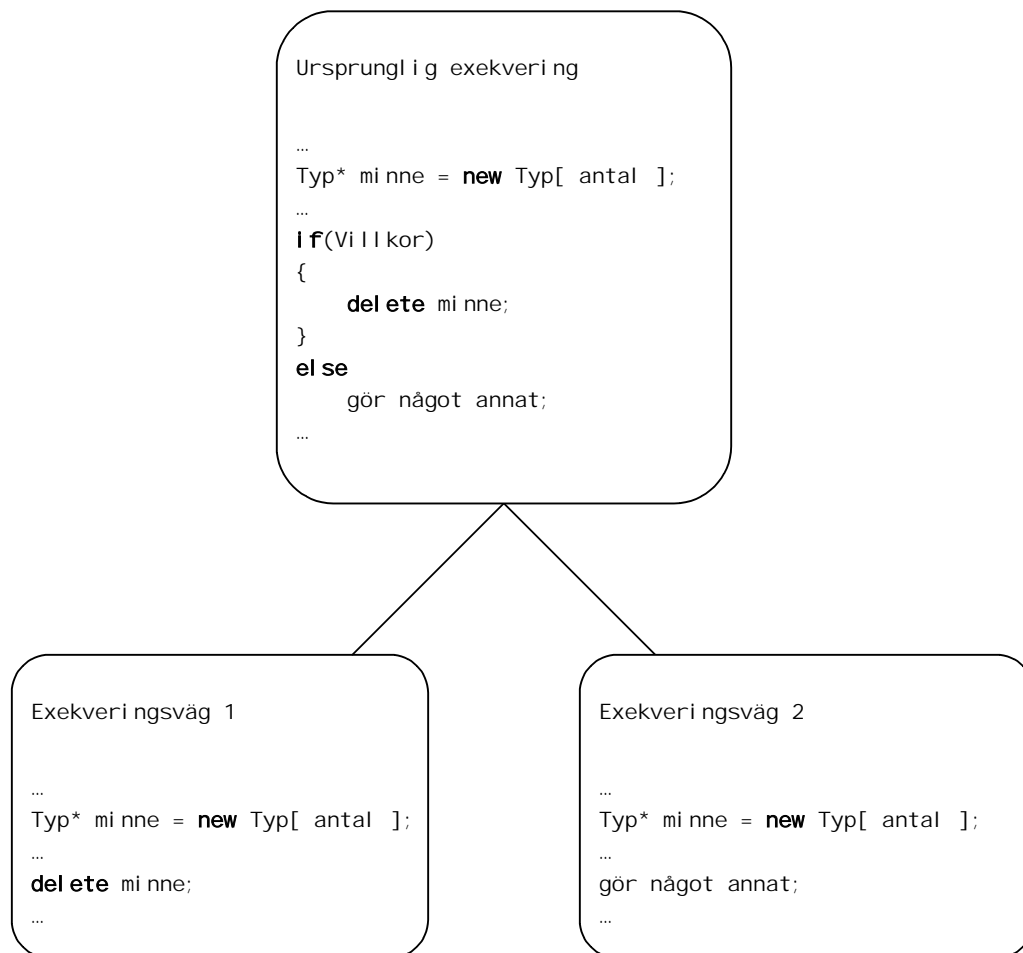 Ursprunglig exekvering
…
Typ* minne = new Typ[ antal ];
…
if(Villkor)
{
    delete minne;
}
else
    gör något annat;
…
Exekveringsväg 1
…
Typ* minne = new Typ[ antal ];
…
delete minne;
…
Exekveringsväg 2
…
Typ* minne = new Typ[ antal ];
…
gör något annat;
…